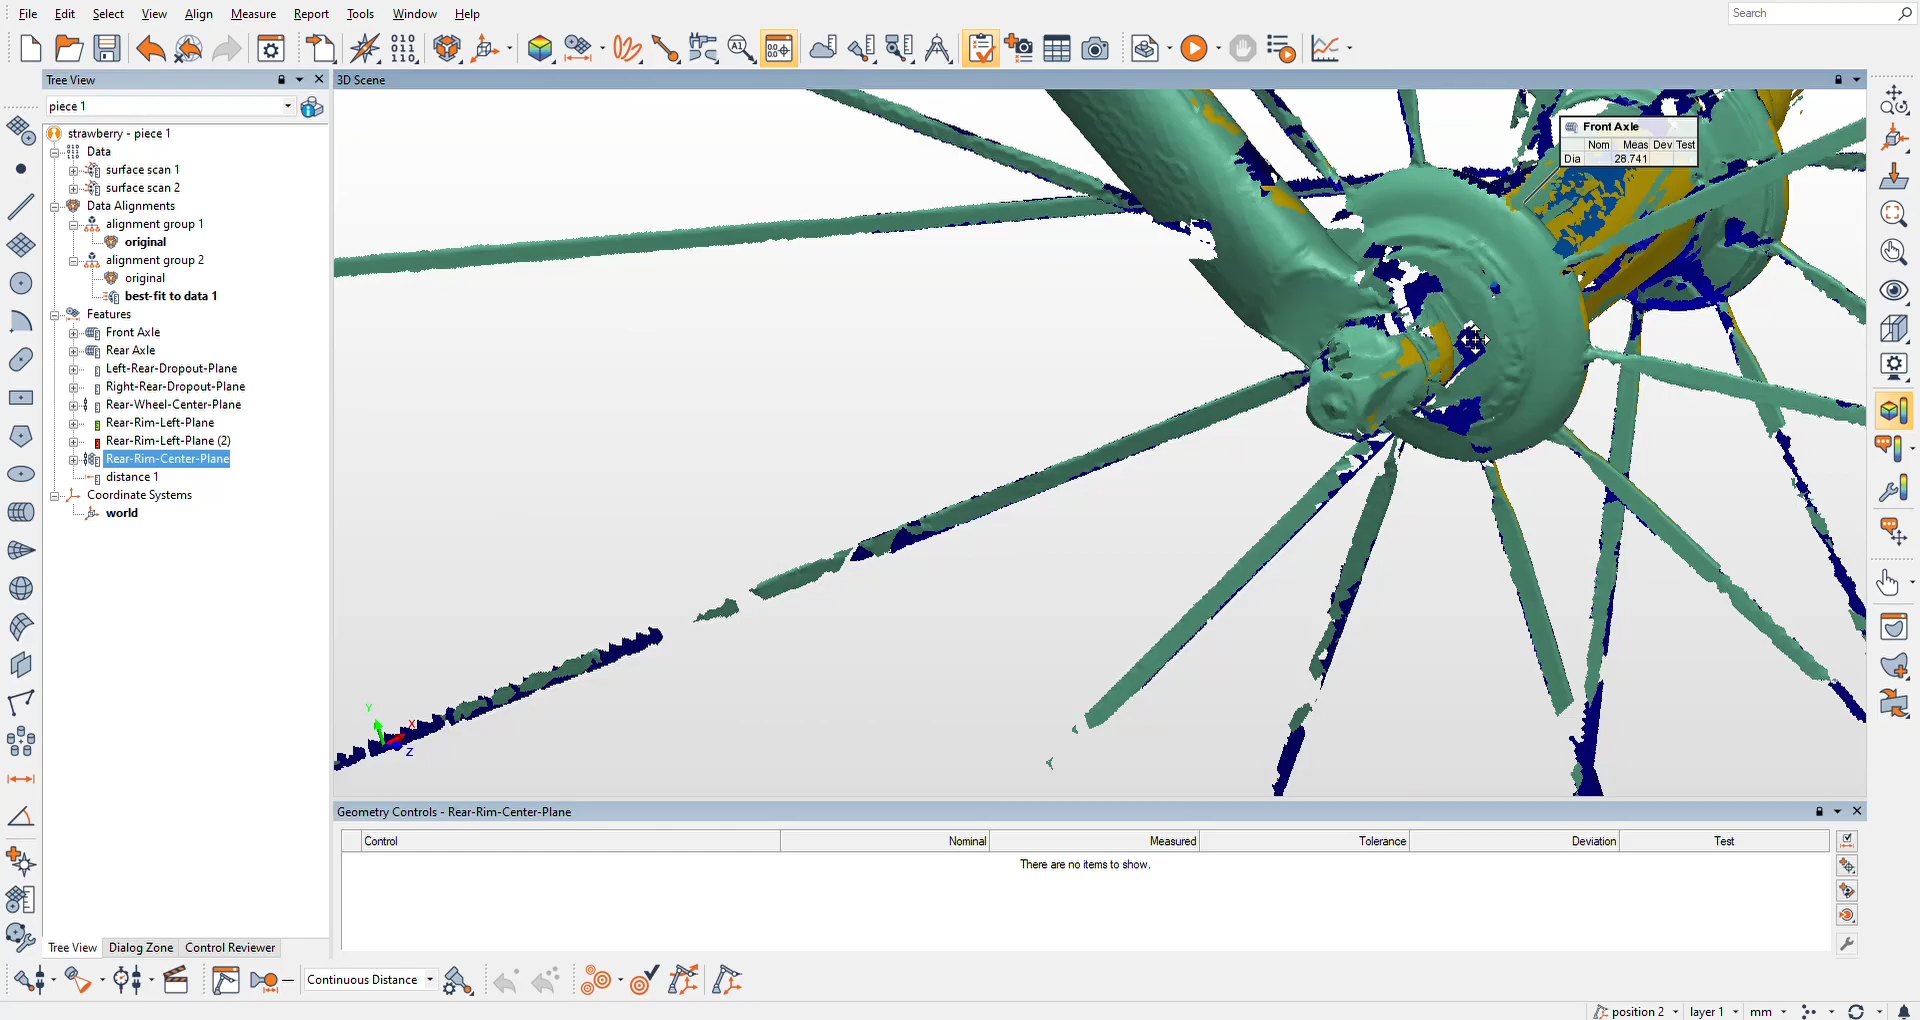 File Edit Select View Align Measure Report Tools Window Help
Search
Tree View
3D Scene
piece 1
strawberry - piece 1
Data
surface scan 1
surface scan 2
Data Alignments
alignment group 1
original
alignment group 2
original
best-fit to data 1
Features
Front Axle
Rear Axle
Left-Rear-Dropout-Plane
Right-Rear-Dropout-Plane
Rear-Wheel-Center-Plane
Rear-Rim-Left-Plane
Rear-Rim-Left-Plane (2)
Rear-Rim-Center-Plane
distance 1
Coordinate Systems
world
Front Axle
Nom Meas Dev Test
Dia 28.741
Y
X
Z
Geometry Controls - Rear-Rim-Center-Plane
Control Nominal Measured Tolerance Deviation Test
There are no items to show.
Tree View Dialog Zone Control Reviewer
Continuous Distance
position 2 layer 1 mm